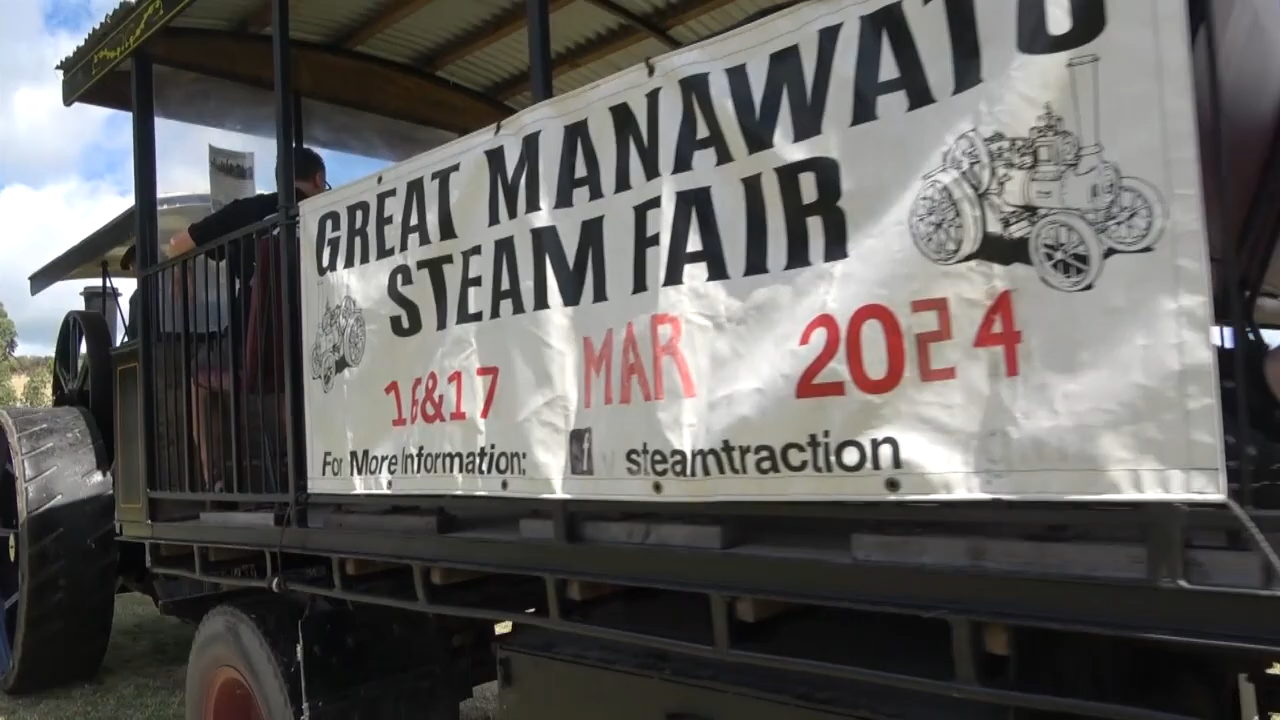 GREAT MANAWATU
STEAM FAIR
16&17 MAR 2024
For More Information: f steamtraction